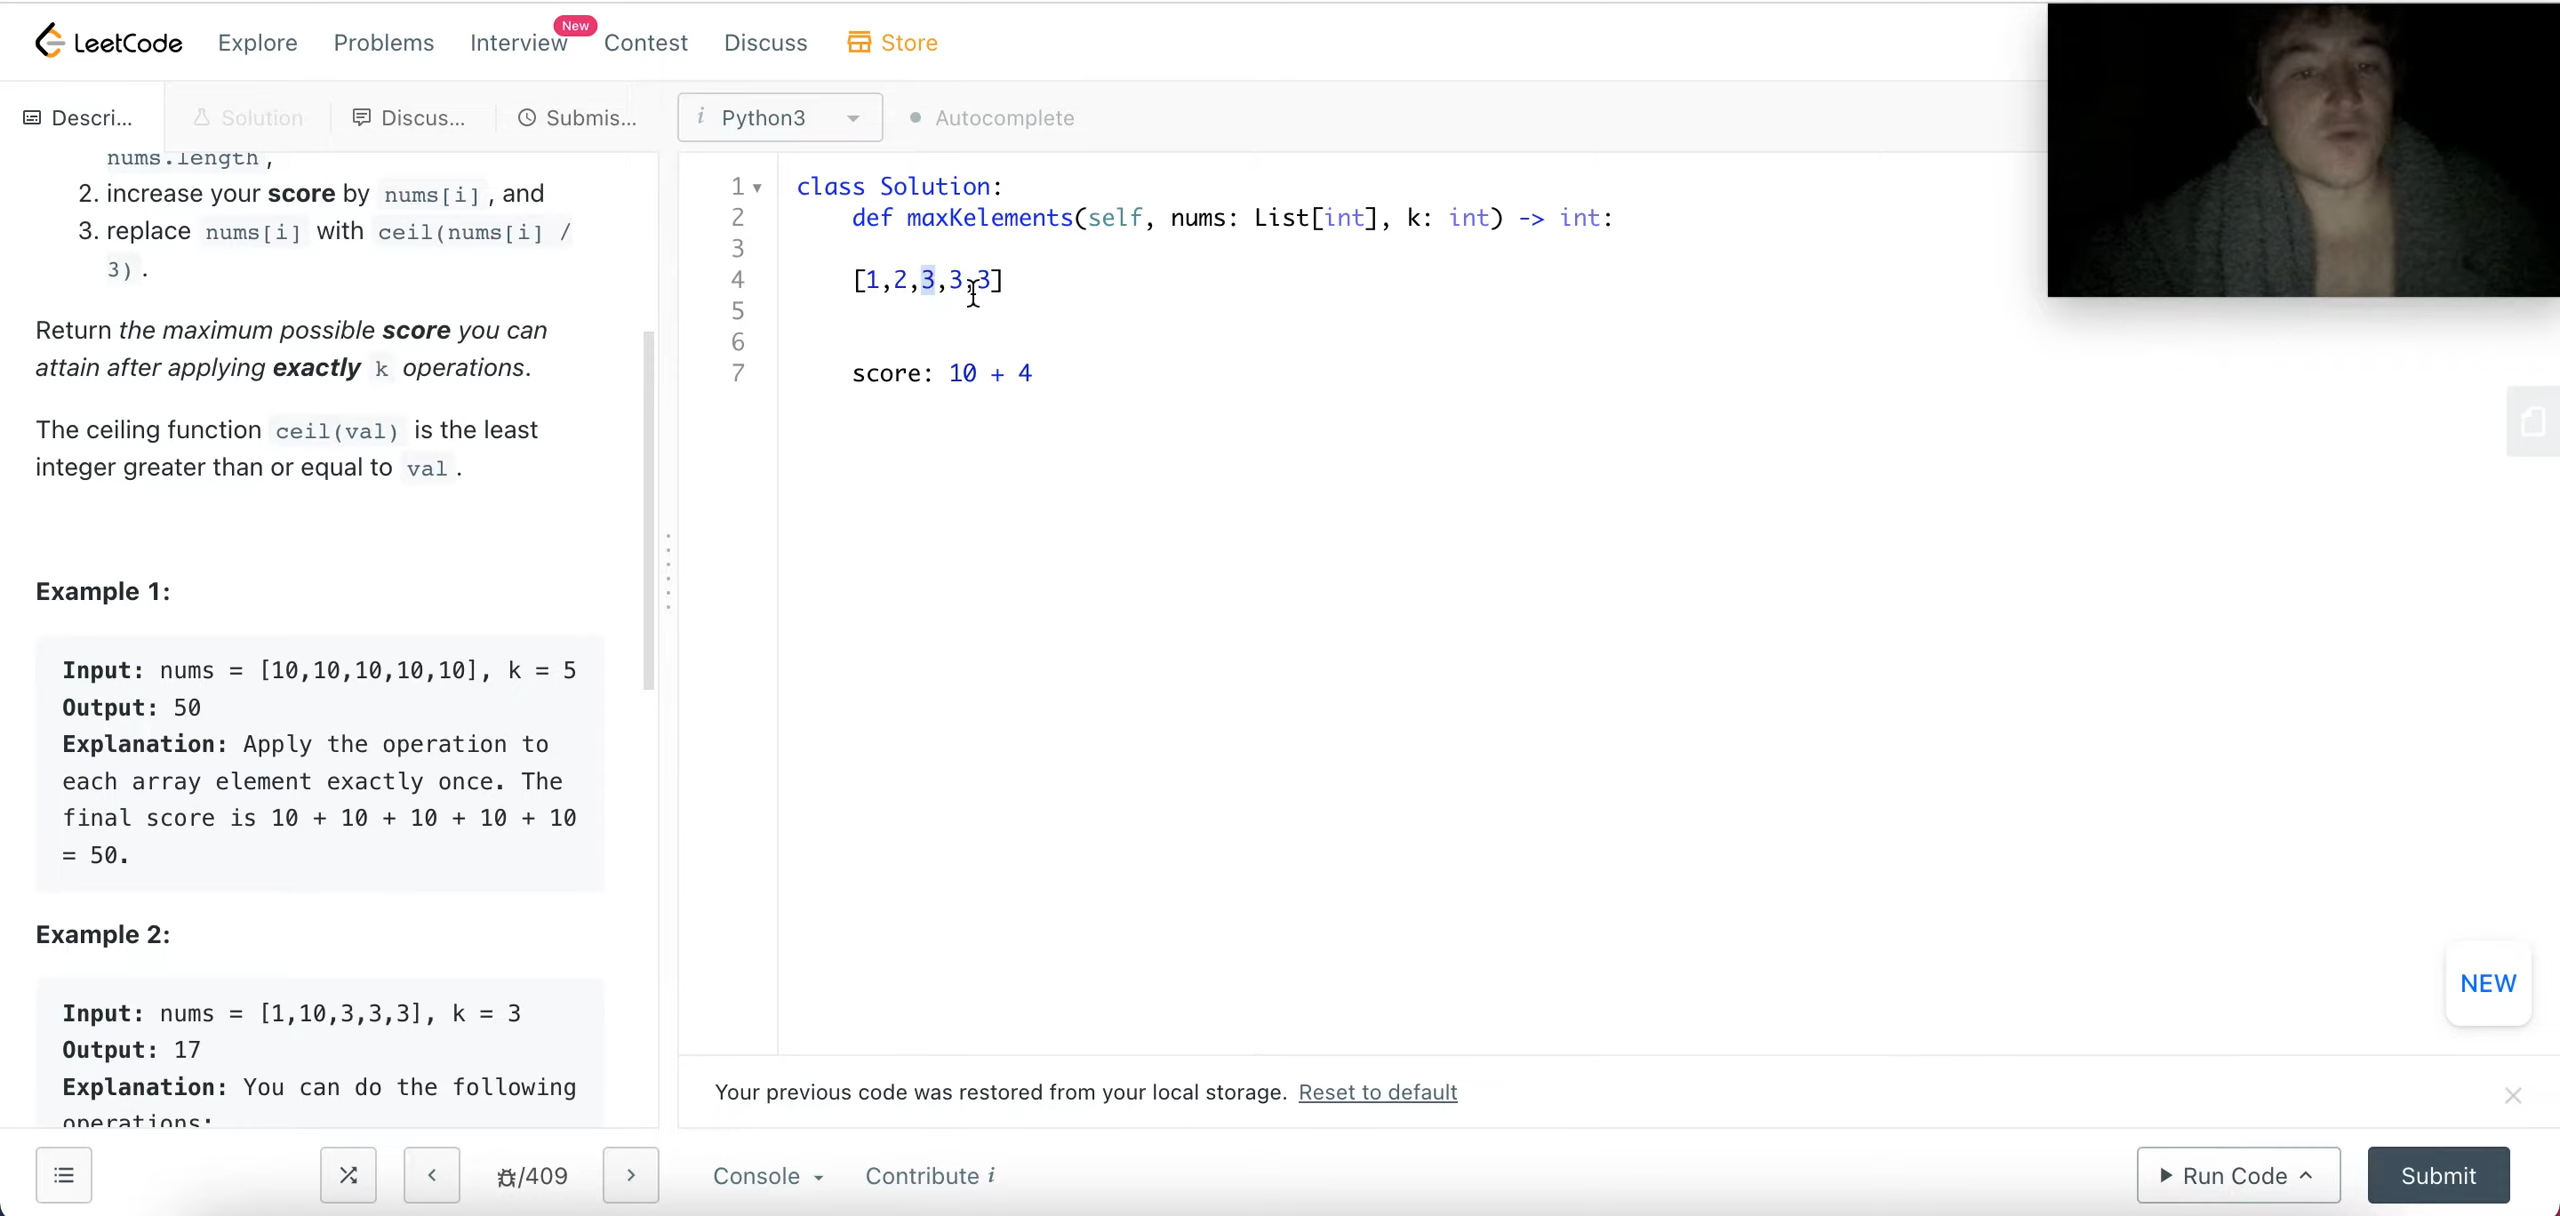 LeetCode
Explore
Problems
Interview
New
Contest
Discuss
Store
Descri...
Solution
Discus...
Submis...
i Python3
Autocomplete
nums.length ,
2. increase your score by nums[i] , and
3. replace nums[i] with ceil(nums[i] /
3) .
Return the maximum possible score you can
attain after applying exactly k operations.
The ceiling function ceil(val) is the least
integer greater than or equal to val .
Example 1:
Input: nums = [10,10,10,10,10], k = 5
Output: 50
Explanation: Apply the operation to
each array element exactly once. The
final score is 10 + 10 + 10 + 10 + 10
= 50.
Example 2:
Input: nums = [1,10,3,3,3], k = 3
Output: 17
Explanation: You can do the following
operations:
1 class Solution:
2 def maxKelements(self, nums: List[int], k: int) -> int:
3
4 [1,2,3,3,3]
5
6
7 score: 10 + 4
NEW
Your previous code was restored from your local storage. Reset to default
/409
Console
Contribute i
Run Code
Submit